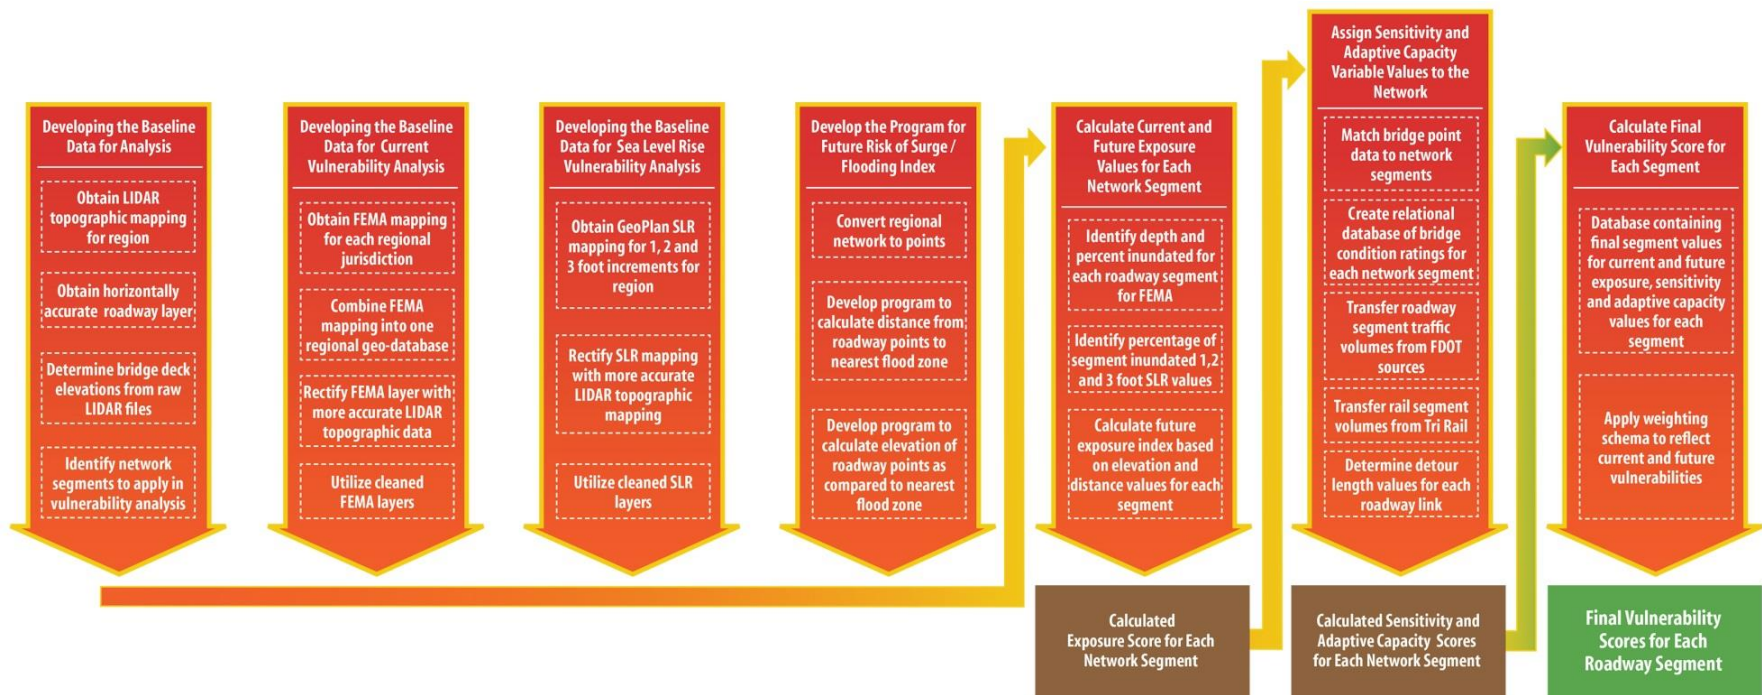 Developing the Baseline
Data for Analysis
Obtain LIDAR
topographic mapping
for region
Obtain horizontally
accurate roadway layer
Determine bridge deck
elevations from raw
LIDAR files
Identify network
segments to apply in
vulnerability analysis
Developing the Baseline
Data for Current
Vulnerability Analysis
Obtain FEMA mapping
for each regional
jurisdiction
Combine FEMA
mapping into one
regional geo-database
Rectify FEMA layer with
more accurate LIDAR
topographic data
Utilize cleaned
FEMA layers
Developing the Baseline
Data for Sea Level Rise
Vulnerability Analysis
Obtain GeoPlan SLR
mapping for 1, 2 and
3 foot increments for
region
Rectify SLR mapping
with more accurate
LIDAR topographic
mapping
Utilize cleaned SLR
layers
Develop the Program for
Future Risk of Surge /
Flooding Index
Convert regional
network to points
Develop program to
calculate distance from
roadway points to
nearest flood zone
Develop program to
calculate elevation of
roadway points as
compared to nearest
flood zone
Calculate Current and
Future Exposure
Values for Each
Network Segment
Identify depth and
percent inundated for
each roadway segment
for FEMA
Identify percentage of
segment inundated 1,2
and 3 foot SLR values
Calculate future
exposure index based
on elevation and
distance values for each
segment
Calculated
Exposure Score for Each
Network Segment
Assign Sensitivity and
Adaptive Capacity
Variable Values to the
Network
Match bridge point
data to network
segments
Create relational
database of bridge
condition ratings for
each network segment
Transfer roadway
segment traffic
volumes from FDOT
sources
Transfer rail segment
volumes from Tri Rail
Determine detour
length values for each
roadway link
Calculated Sensitivity and
Adaptive Capacity Scores
for Each Network Segment
Calculate Final
Vulnerability Score for
Each Segment
Database containing
final segment values
for current and future
exposure, sensitivity
and adaptive capacity
values for each
segment
Apply weighting
schema to reflect
current and future
vulnerabilities
Final Vulnerability
Scores for Each
Roadway Segment